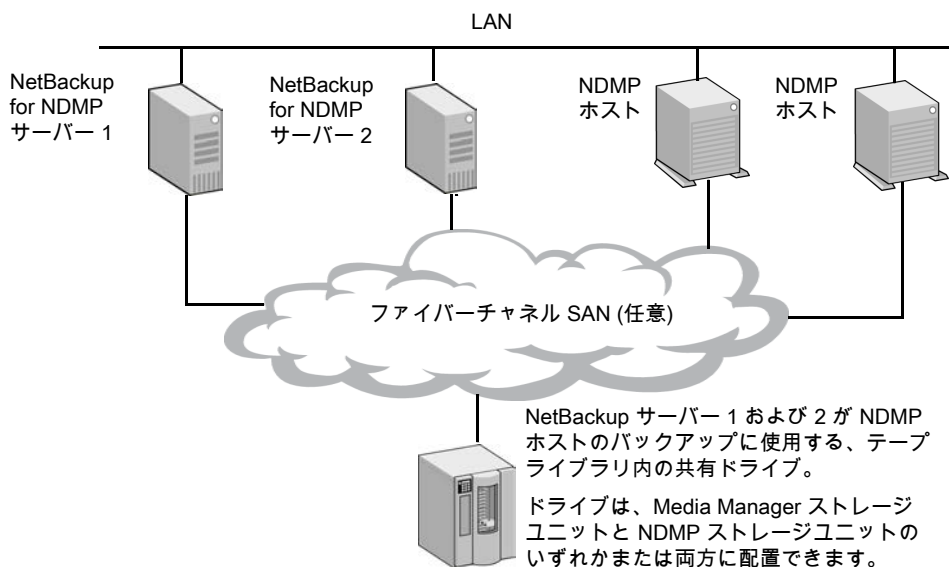 LAN
NetBackup
for NDMP
サーバー 1
NetBackup
for NDMP
サーバー 2
NDMP
ホスト
NDMP
ホスト
ファイバーチャネル SAN (任意)
NetBackup サーバー 1 および 2 が NDMP
ホストのバックアップに使用する、テープ
ライブラリ内の共有ドライブ。
ドライブは、Media Manager ストレージ
ユニットと NDMP ストレージユニットの
いずれかまたは両方に配置できます。